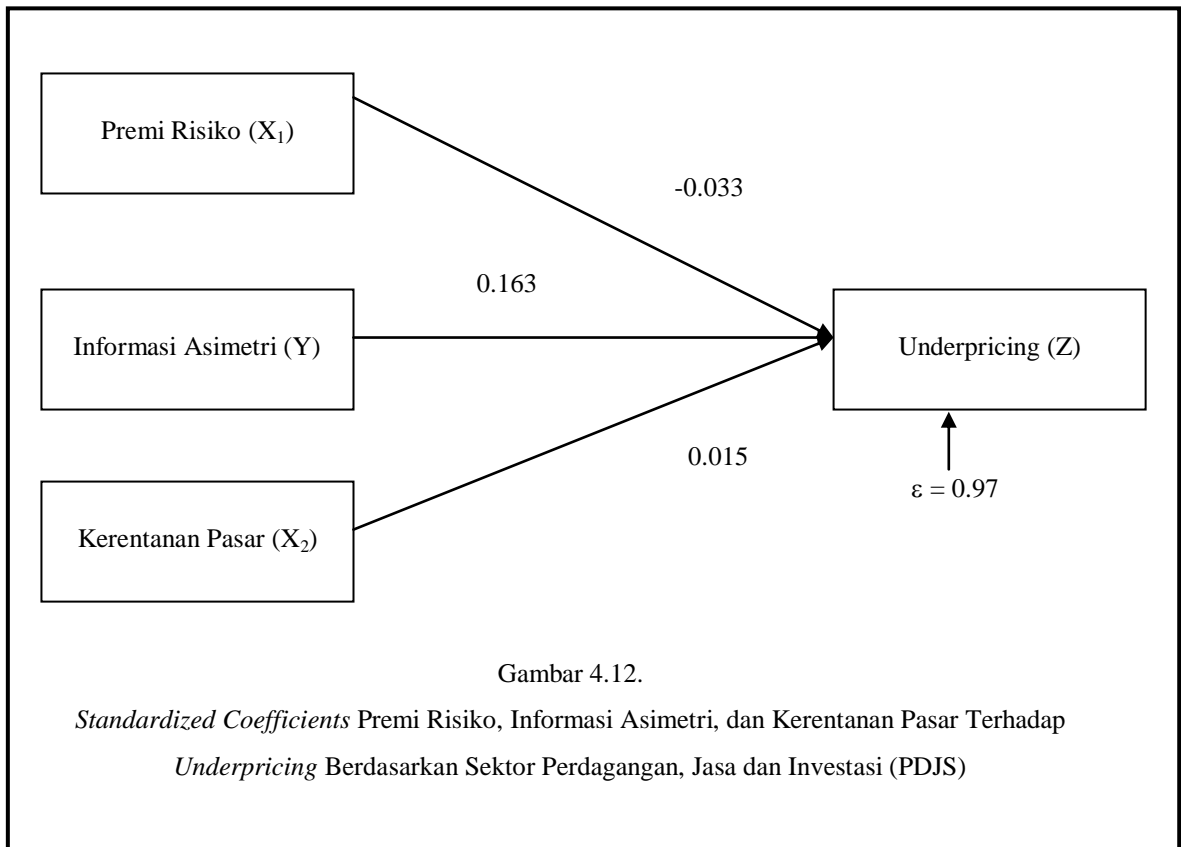 Premi Risiko (X₁)
-0.033
0.163
Informasi Asimetri (Y)
Underpricing (Z)
0.015
ε = 0.97
Kerentanan Pasar (X₂)
Gambar 4.12.
Standardized Coefficients Premi Risiko, Informasi Asimetri, dan Kerentanan Pasar Terhadap
Underpricing Berdasarkan Sektor Perdagangan, Jasa dan Investasi (PDJS)